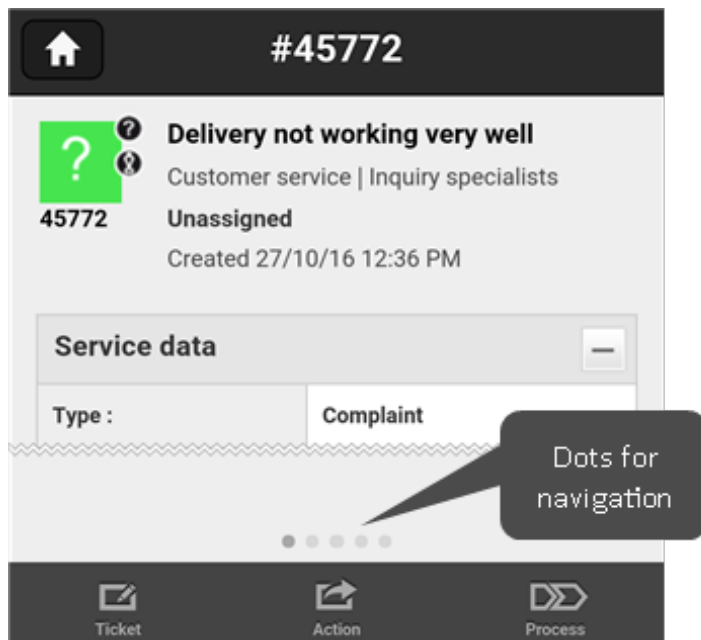 #45772
?
?
45772
Delivery not working very well
Customer service | Inquiry specialists
Unassigned
Created 27/10/16 12:36 PM
Service data
Type :
Complaint
Dots for
navigation
Ticket
Action
Process